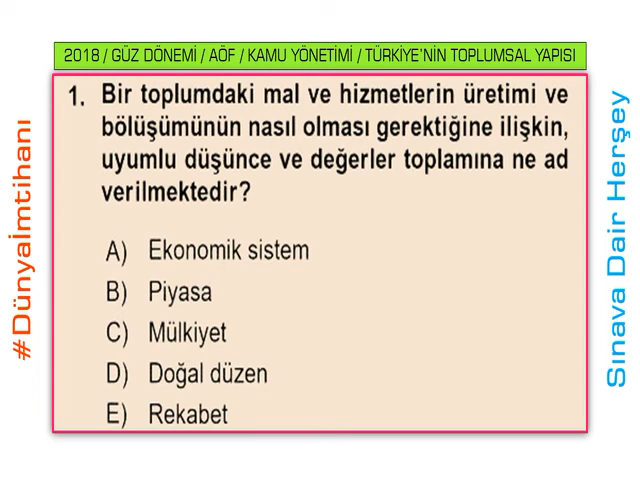 2018 / GÜZ DÖNEMİ / AÖF / KAMU YÖNETİMİ / TÜRKİYE'NİN TOPLUMSAL YAPISI
#Dünyaİmtihanı
1. Bir toplumdaki mal ve hizmetlerin üretimi ve
bölüşümünün nasıl olması gerektiğine ilişkin,
uyumlu düşünce ve değerler toplamına ne ad
verilmektedir?
A) Ekonomik sistem
B) Piyasa
C) Mülkiyet
D) Doğal düzen
E) Rekabet
Sınava Dair Herşey